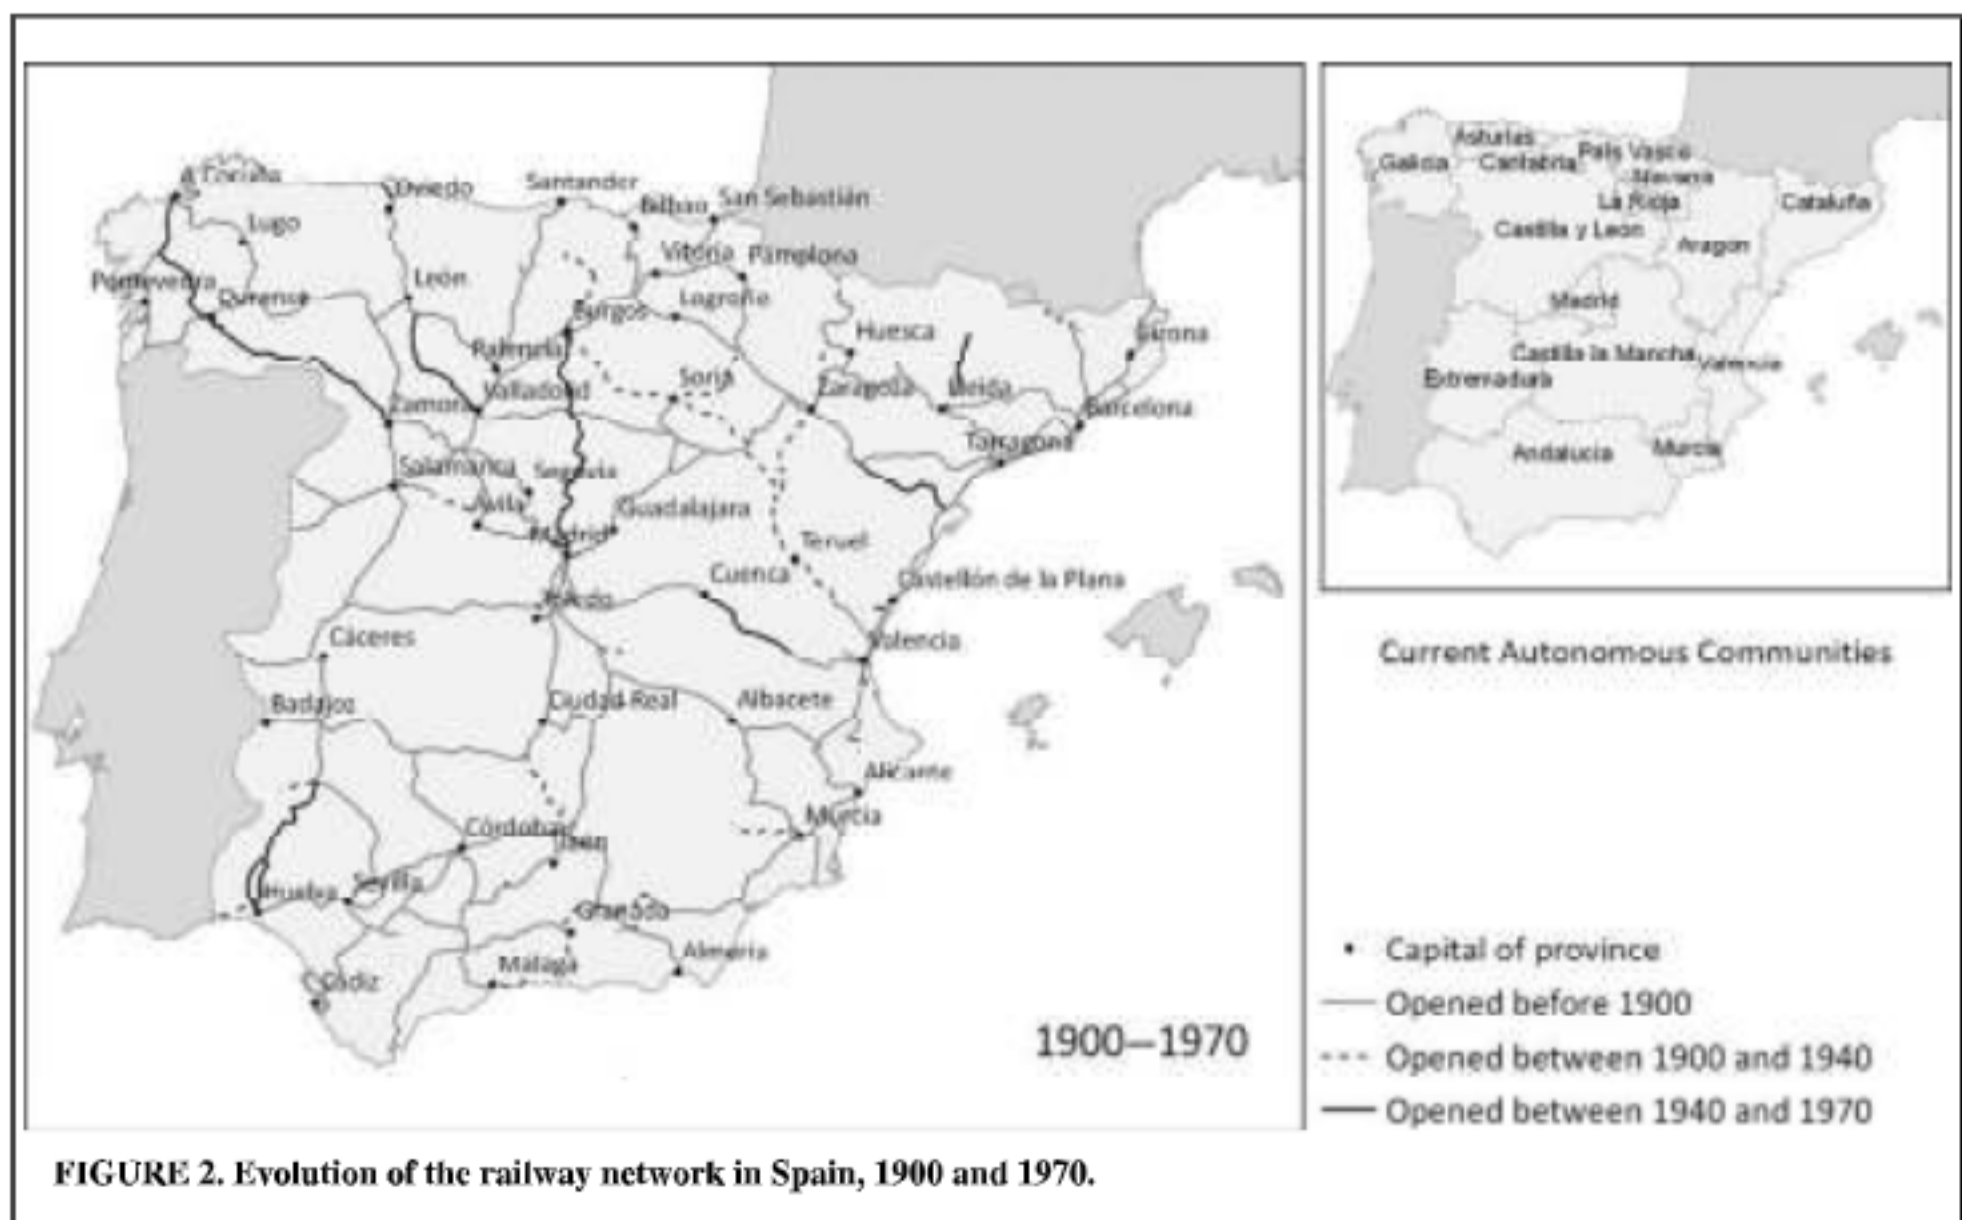 A Coruña
Oviedo
Santander
Bilbao
San Sebastián
Lugo
Vitoria
Pamplona
Pontevedra
Ourense
León
Burgos
Logroño
Huesca
Girona
Palencia
Valladolid
Soria
Zaragoza
Lleida
Barcelona
Zamora
Tarragona
Salamanca
Segovia
Ávila
Madrid
Guadalajara
Teruel
Cuenca
Castellón de la Plana
Toledo
Cáceres
Valencia
Badajoz
Ciudad Real
Albacete
Alicante
Murcia
Córdoba
Jaén
Huelva
Sevilla
Granada
Almería
Málaga
Cádiz
1900–1970
Asturias
País Vasco
Galicia
Cantabria
Navarra
La Rioja
Cataluña
Castilla y León
Aragon
Madrid
Castilla la Mancha
Valencia
Extremadura
Andalucia
Murcia
Current Autonomous Communities
Capital of province
Opened before 1900
Opened between 1900 and 1940
Opened between 1940 and 1970
FIGURE 2. Evolution of the railway network in Spain, 1900 and 1970.